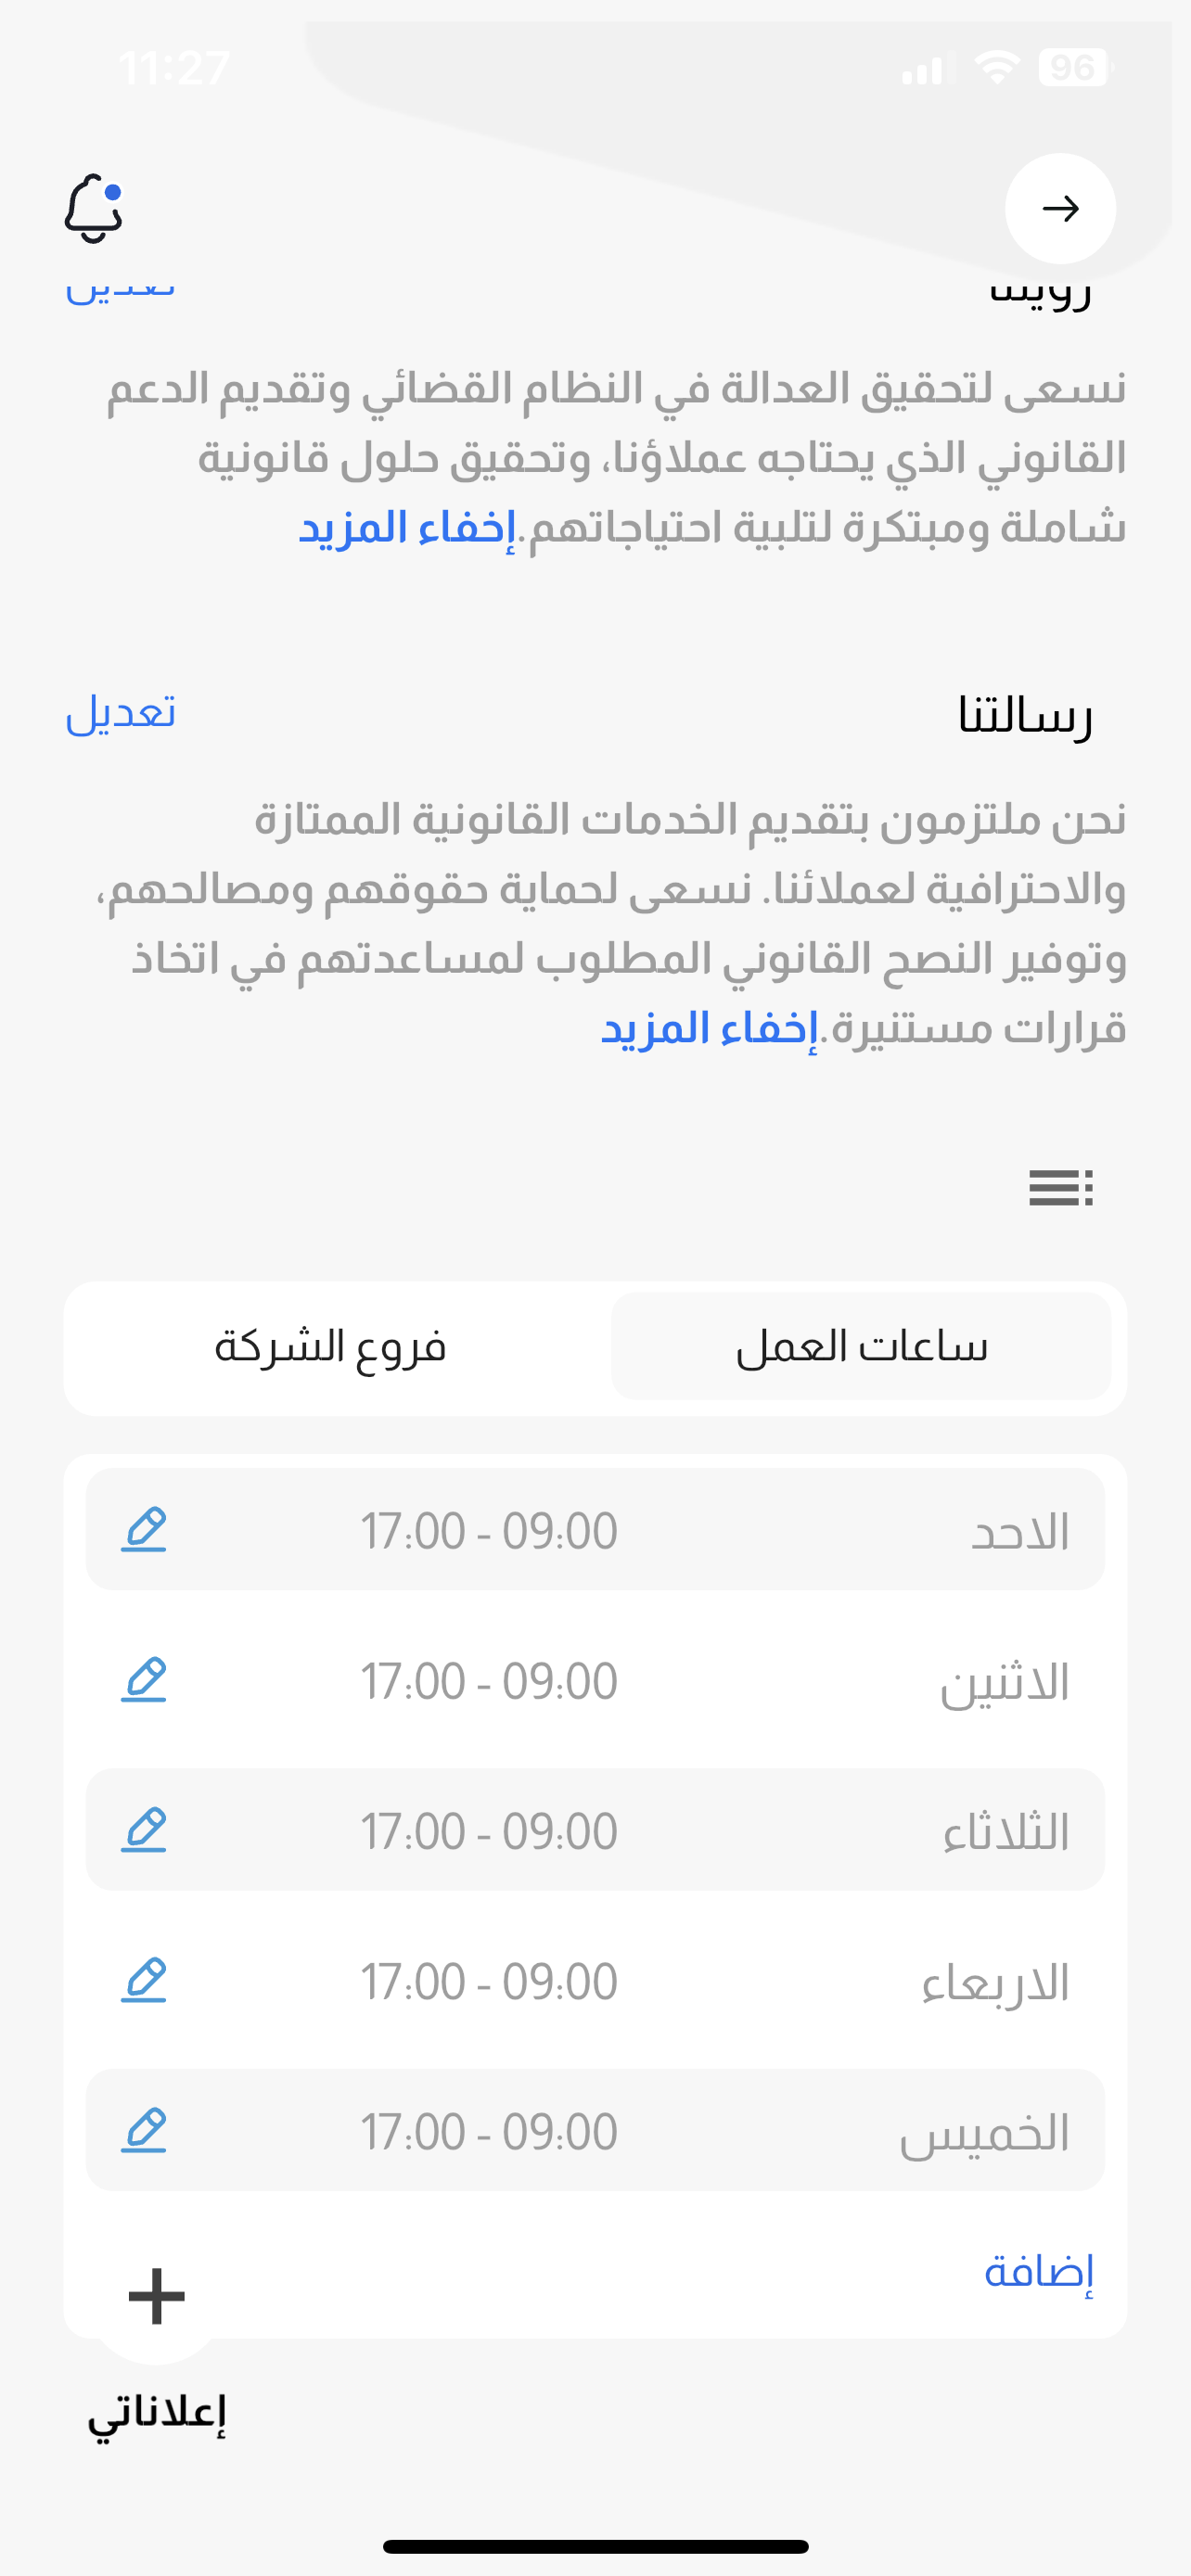 11:27
96
نسعى لتحقيق العدالة في النظام القضائي وتقديم الدعم
القانوني الذي يحتاجه عملاؤنا، وتحقيق حلول قانونية
شاملة ومبتكرة لتلبية احتياجاتهم.إخفاء المزيد
رسالتنا
تعديل
نحن ملتزمون بتقديم الخدمات القانونية الممتازة
والاحترافية لعملائنا. نسعى لحماية حقوقهم ومصالحهم،
وتوفير النصح القانوني المطلوب لمساعدتهم في اتخاذ
قرارات مستنيرة.إخفاء المزيد
ساعات العمل
فروع الشركة
الاحد
17:00 - 09:00
الاثنين
17:00 - 09:00
الثلاثاء
17:00 - 09:00
الاربعاء
17:00 - 09:00
الخميس
17:00 - 09:00
إضافة
إعلاناتي